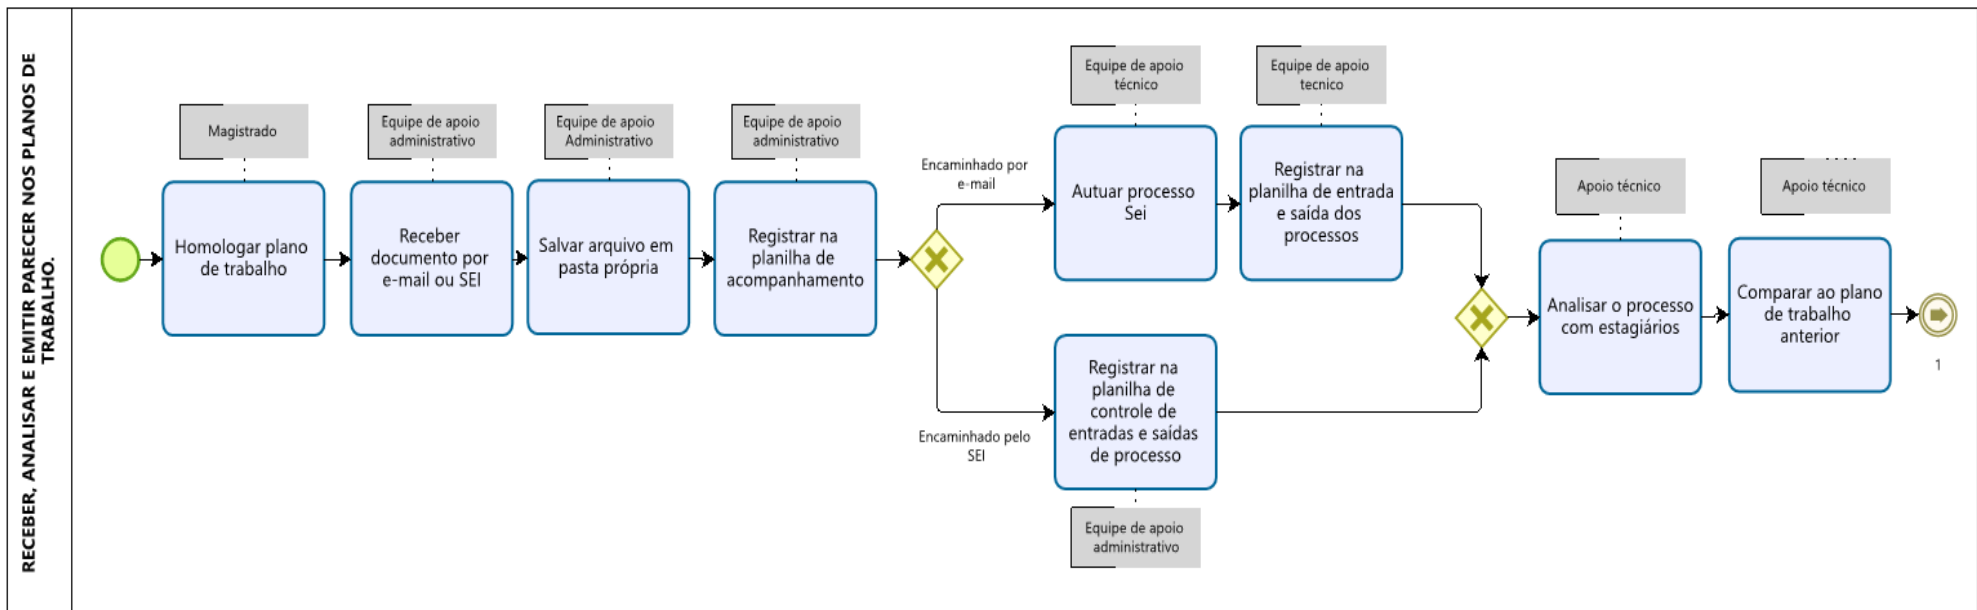 RECEBER, ANALISAR E EMITIR PARECER NOS PLANOS DE
TRABALHO.
Magistrado
Homologar plano
de trabalho
Equipe de apoio
administrativo
Receber
documento por
e-mail ou SEI
Equipe de apoio
Administrativo
Salvar arquivo em
pasta própria
Equipe de apoio
administrativo
Registrar na
planilha de
acompanhamento
Encaminhado por
e-mail
Equipe de apoio
técnico
Autuar processo
Sei
Equipe de apoio
tecnico
Registrar na
planilha de entrada
e saída dos
processos
Encaminhado pelo
SEI
Registrar na
planilha de
controle de
entradas e saídas
de processo
Equipe de apoio
administrativo
Apoio técnico
Analisar o processo
com estagiários
Apoio técnico
Comparar ao plano
de trabalho
anterior
1